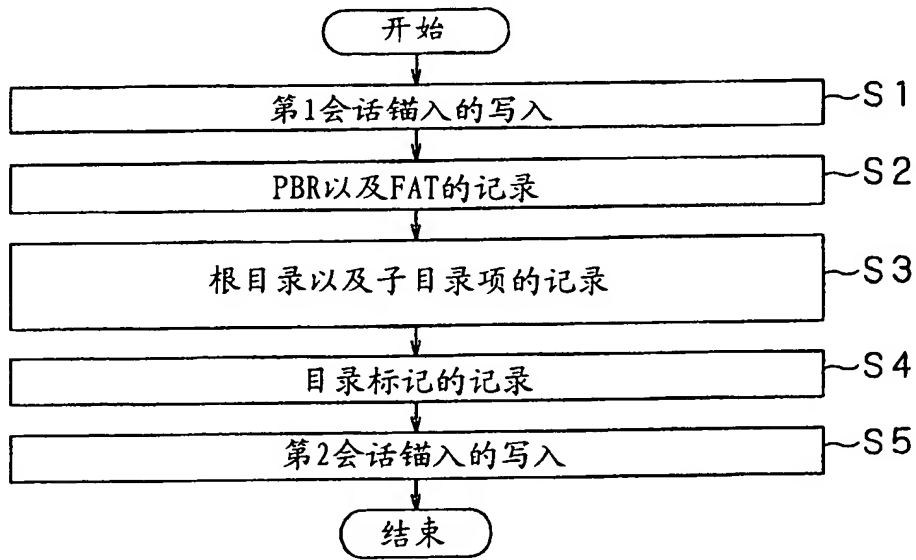 开始
第1会话锚入的写入 S1
PBR以及FAT的记录 S2
根目录以及子目录项的记录 S3
目录标记的记录 S4
第2会话锚入的写入 S5
结束